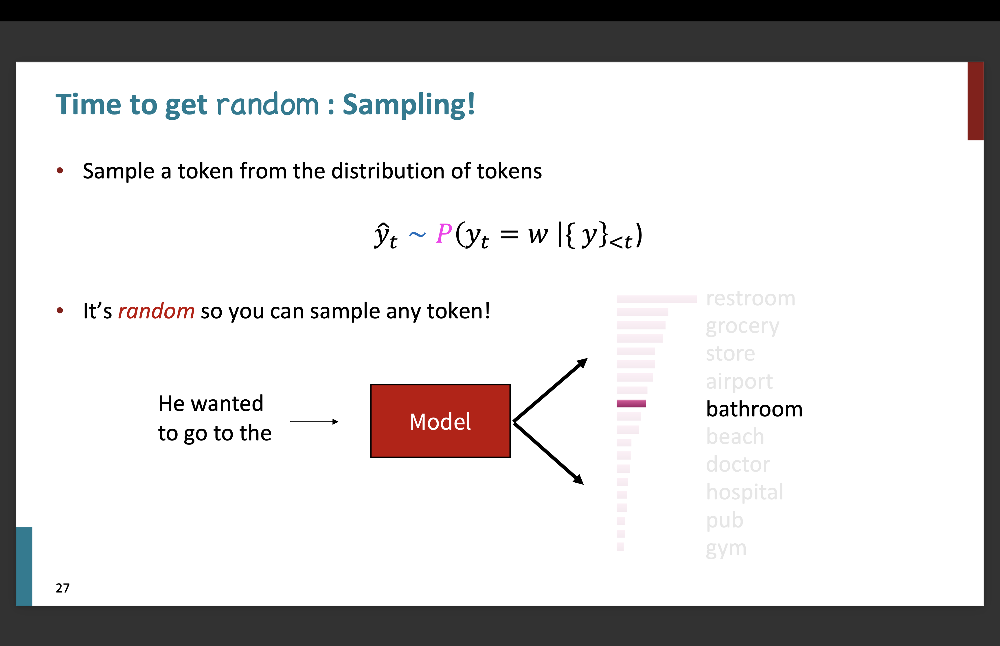 Time to get random : Sampling!
• Sample a token from the distribution of tokens
ŷₜ ~ P(yₜ = w |{ y}<ₜ)
• It's random so you can sample any token!
He wanted
to go to the
Model
restroom
grocery
store
airport
bathroom
beach
doctor
hospital
pub
gym
27